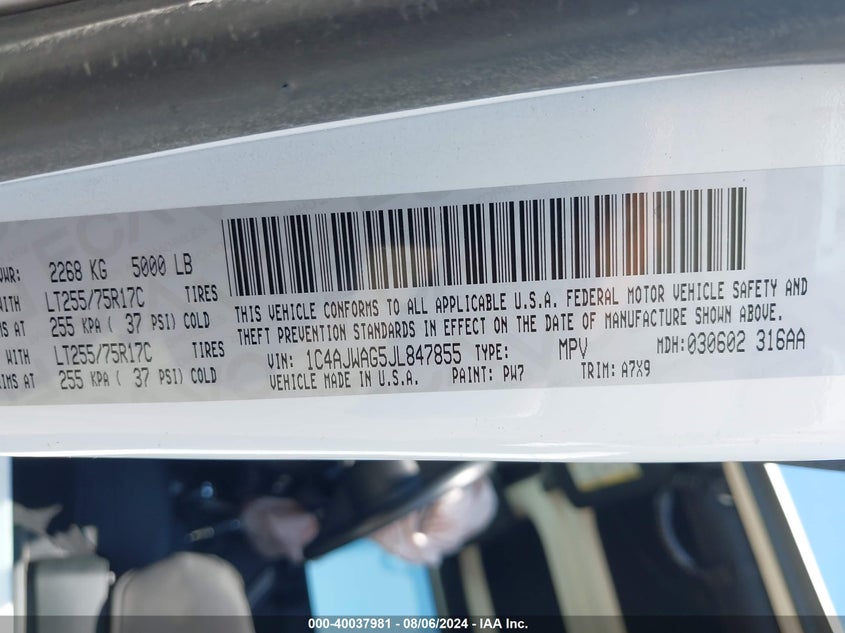 WR: 2268 KG 5000 LB
WITH LT255/75R17C TIRES
MS AT 255 KPA ( 37 PSI) COLD
WITH LT255/75R17C TIRES
IMS AT 255 KPA ( 37 PSI) COLD
THIS VEHICLE CONFORMS TO ALL APPLICABLE U.S.A. FEDERAL MOTOR VEHICLE SAFETY AND
THEFT PREVENTION STANDARDS IN EFFECT ON THE DATE OF MANUFACTURE SHOWN ABOVE.
VIN: 1C4AJWAG5JL847855 TYPE: MPV MDH: 030602 316AA
VEHICLE MADE IN U.S.A. PAINT: PW7 TRIM: A7X9
000-40037981 - 08/06/2024 - IAA Inc.